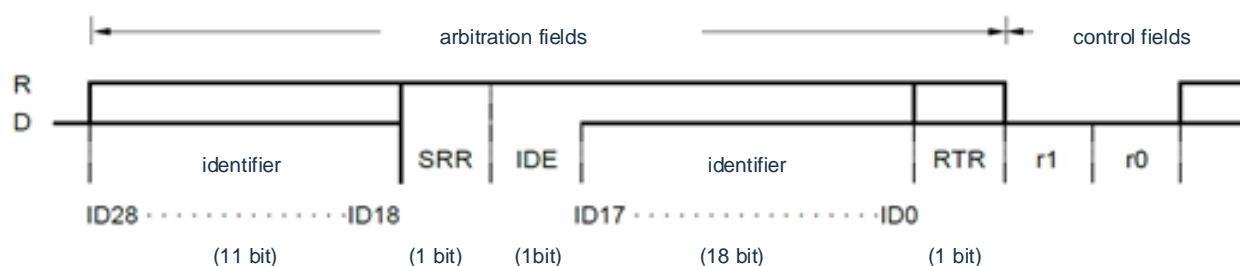 arbitration fields control fields
R
D
identifier SRR IDE identifier RTR r1 r0
ID28 · · · · · · · · · · · · · · · ID18 ID17 · · · · · · · · · · · · · · · · · ID0
(11 bit) (1 bit) (1bit) (18 bit) (1 bit)